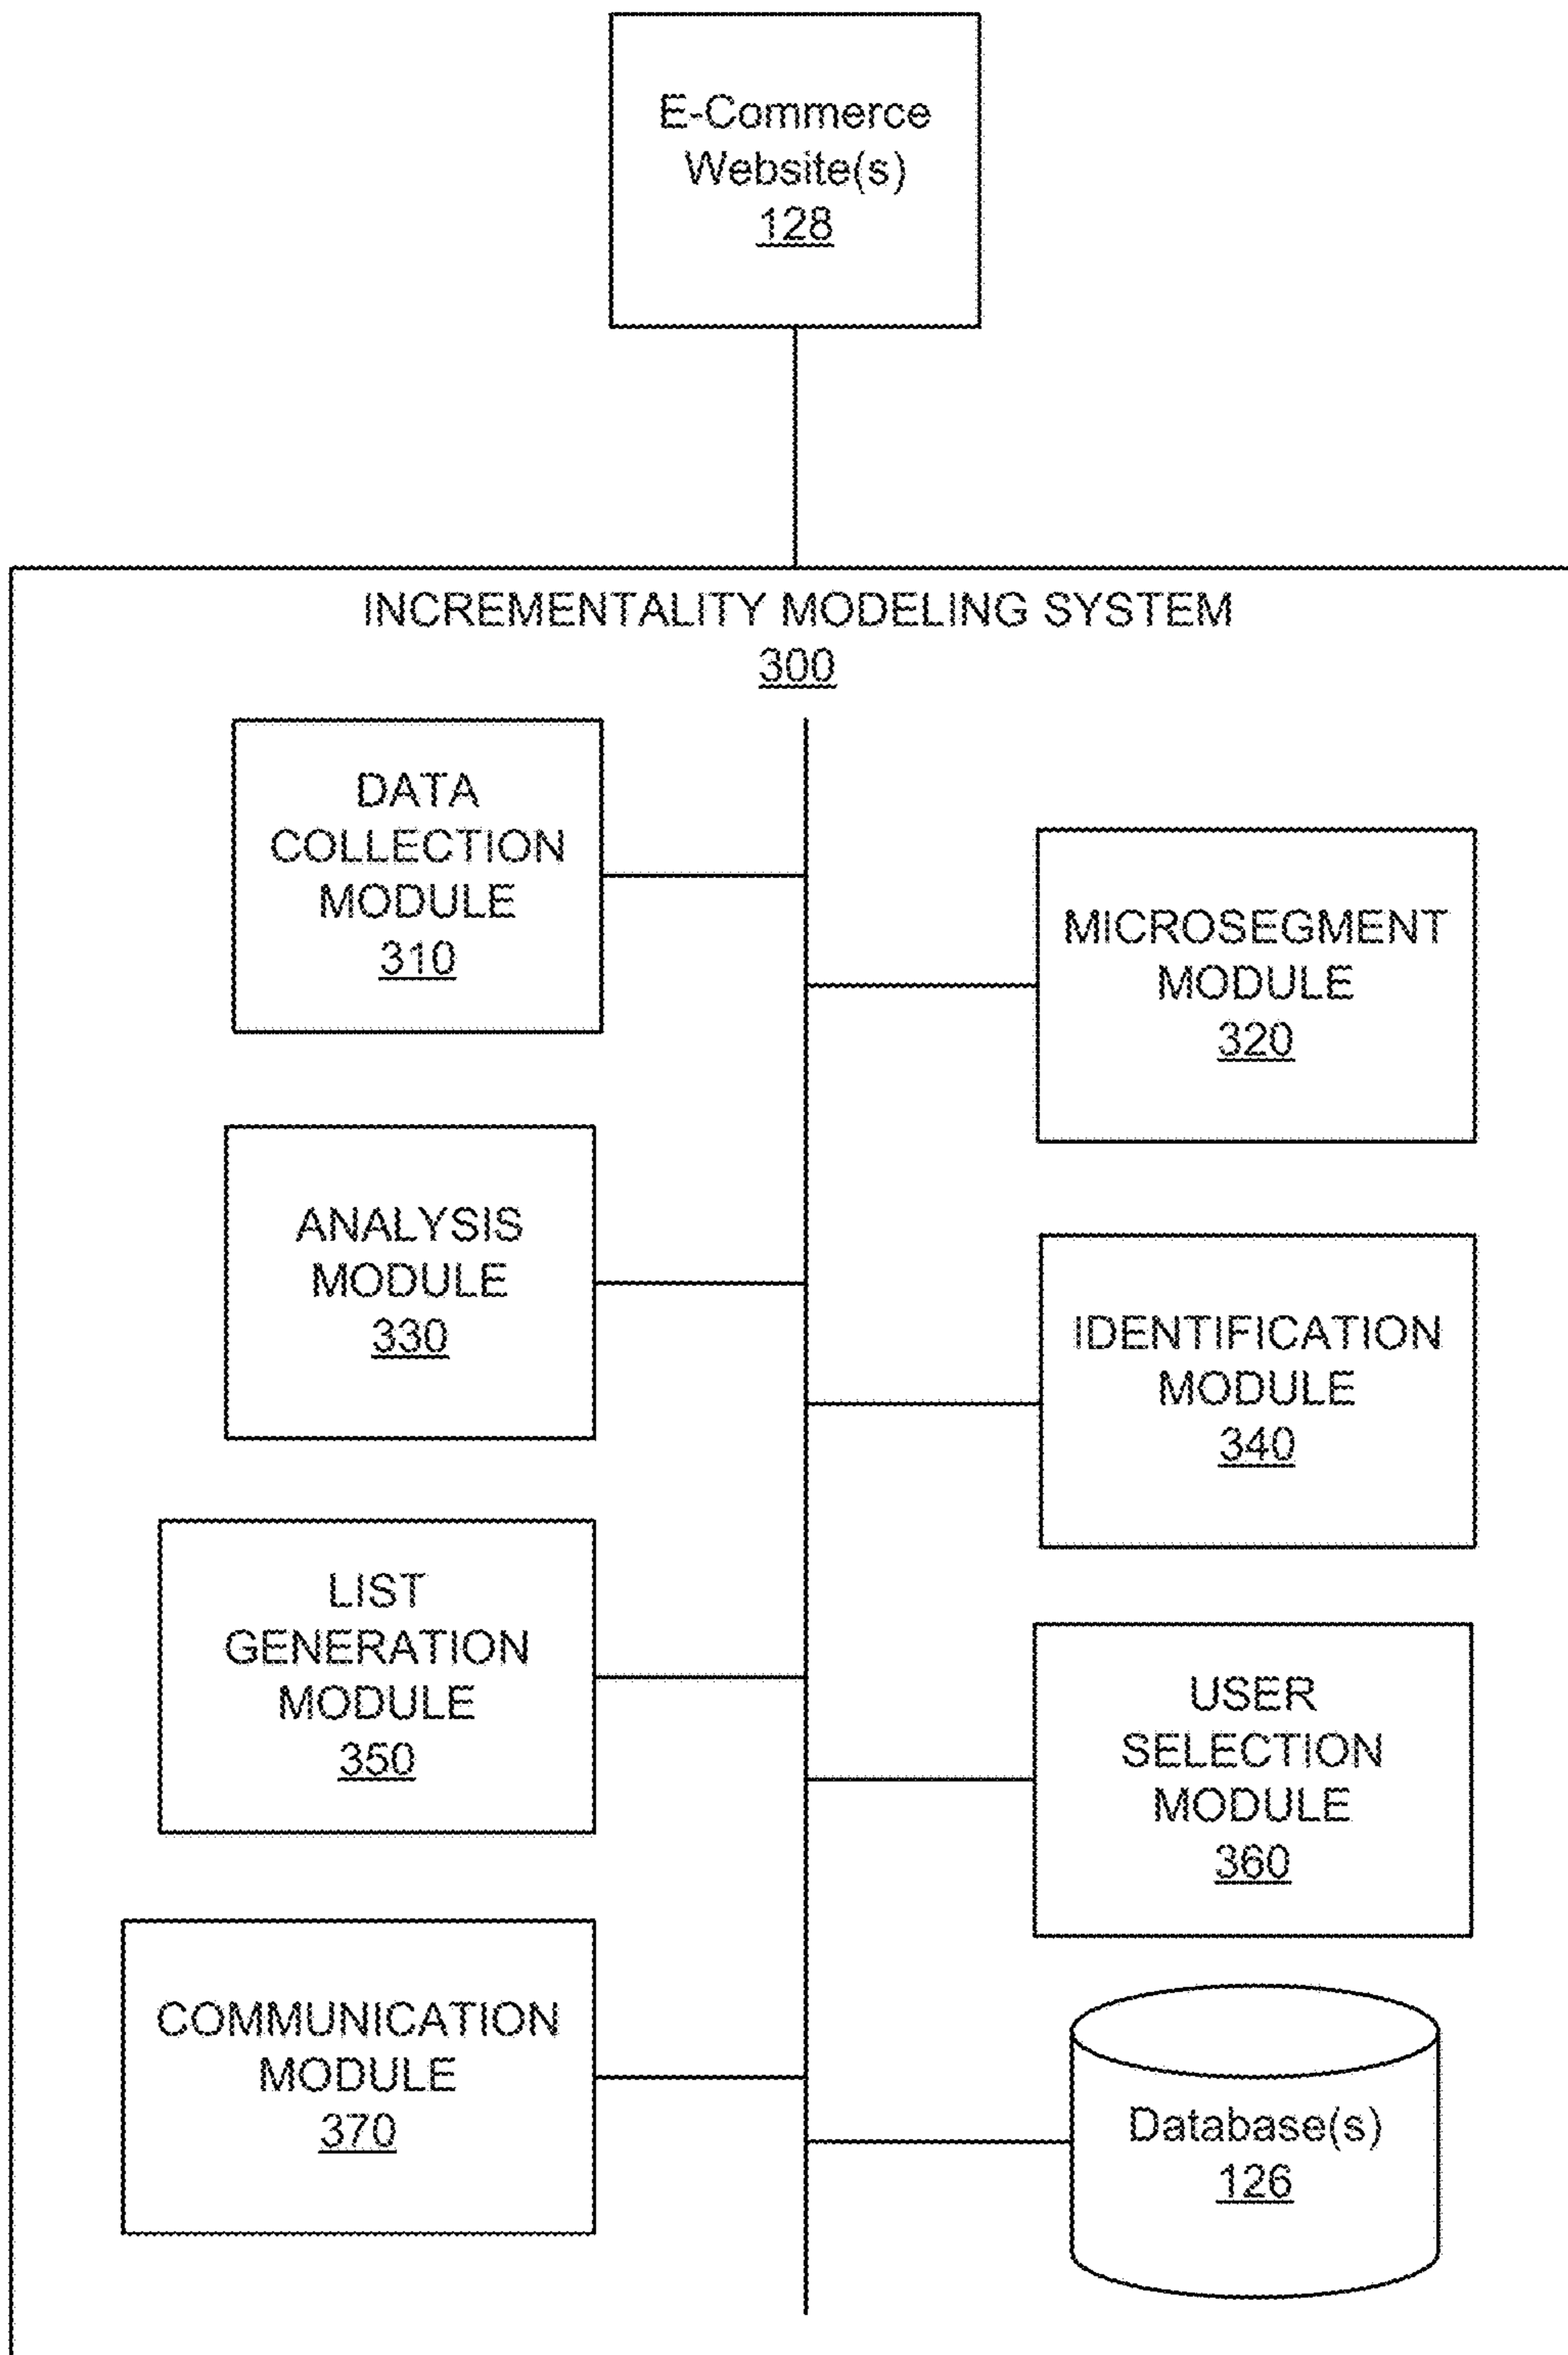 E-Commerce
Website(s)
128
INCREMENTALITY MODELING SYSTEM
300
DATA
COLLECTION
MODULE
310
MICROSEGMENT
MODULE
320
ANALYSIS
MODULE
330
IDENTIFICATION
MODULE
340
LIST
GENERATION
MODULE
350
USER
SELECTION
MODULE
360
COMMUNICATION
MODULE
370
Database(s)
126